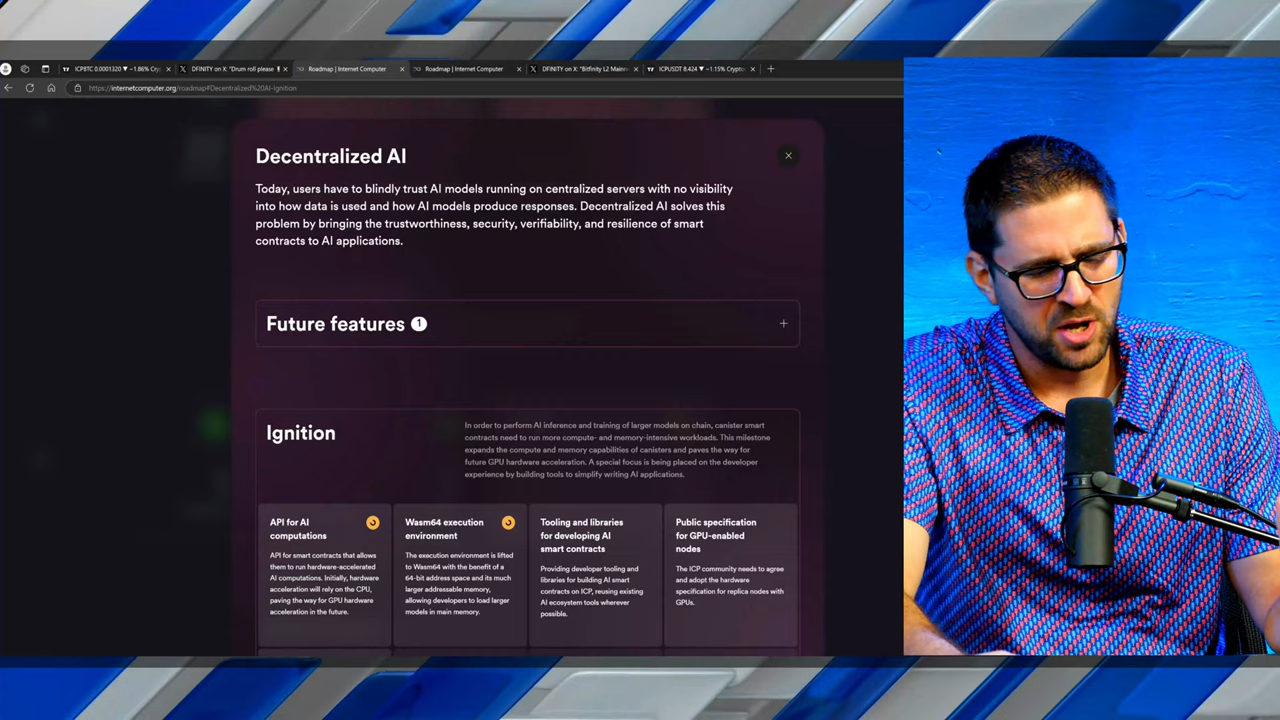 ICPBTC 0.0001320 ▼ −1.86% Cryp
DFINITY on X: "Drum roll please
Roadmap | Internet Computer
Roadmap | Internet Computer
DFINITY on X: "Bitfinity L2 Main
ICPUSDT 8.424 ▼ −1.15% Crypto
https://internetcomputer.org/roadmap#Decentralized%20AI-Ignition
Decentralized AI
Today, users have to blindly trust AI models running on centralized servers with no visibility
into how data is used and how AI models produce responses. Decentralized AI solves this
problem by bringing the trustworthiness, security, verifiability, and resilience of smart
contracts to AI applications.
Future features 1
Ignition
In order to perform AI inference and training of larger models on chain, canister smart
contracts need to run more compute- and memory-intensive workloads. This milestone
expands the compute and memory capabilities of canisters and paves the way for
future GPU hardware acceleration. A special focus is being placed on the developer
experience by building tools to simplify writing AI applications.
API for AI
computations
API for smart contracts that allows
them to run hardware-accelerated
AI computations. Initially, hardware
acceleration will rely on the CPU,
paving the way for GPU hardware
acceleration in the future.
Wasm64 execution
environment
The execution environment is lifted
to Wasm64 with the benefit of a
64-bit address space and its much
larger addressable memory,
allowing developers to load larger
models in main memory.
Tooling and libraries
for developing AI
smart contracts
Providing developer tooling and
libraries for building AI smart
contracts on ICP, reusing existing
AI ecosystem tools wherever
possible.
Public specification
for GPU-enabled
nodes
The ICP community needs to agree
and adopt the hardware
specification for replica nodes with
GPUs.